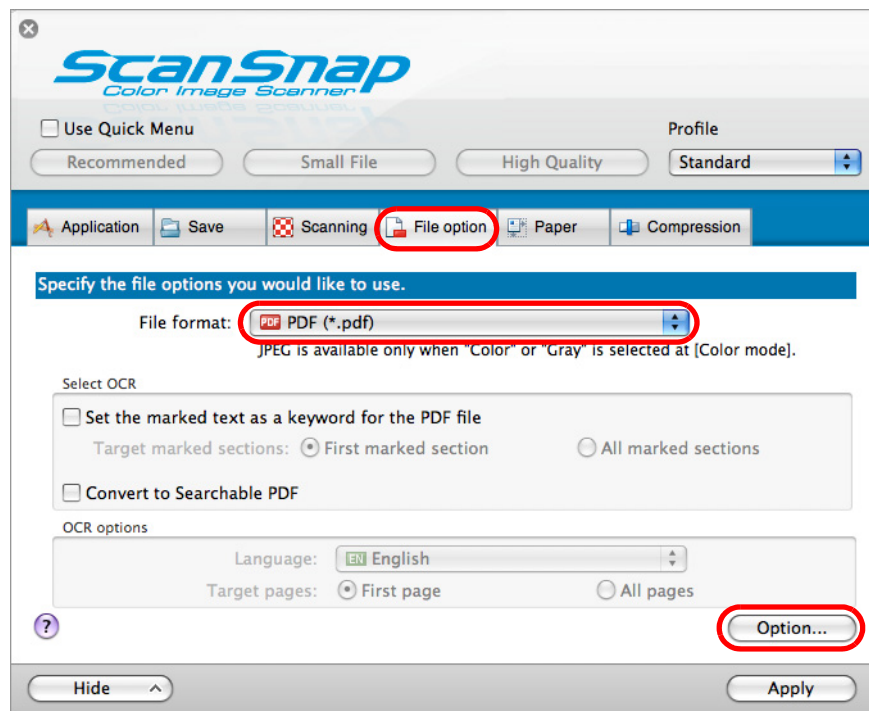 ScanSnap
Color Image Scanner
Use Quick Menu
Profile
Recommended Small File High Quality Standard
Application Save Scanning File option Paper Compression
Specify the file options you would like to use.
File format: PDF PDF (*.pdf)
JPEG is available only when "Color" or "Gray" is selected at [Color mode].
Select OCR
Set the marked text as a keyword for the PDF file
Target marked sections: First marked section All marked sections
Convert to Searchable PDF
OCR options
Language: EN English
Target pages: First page All pages
? Option...
Hide Apply